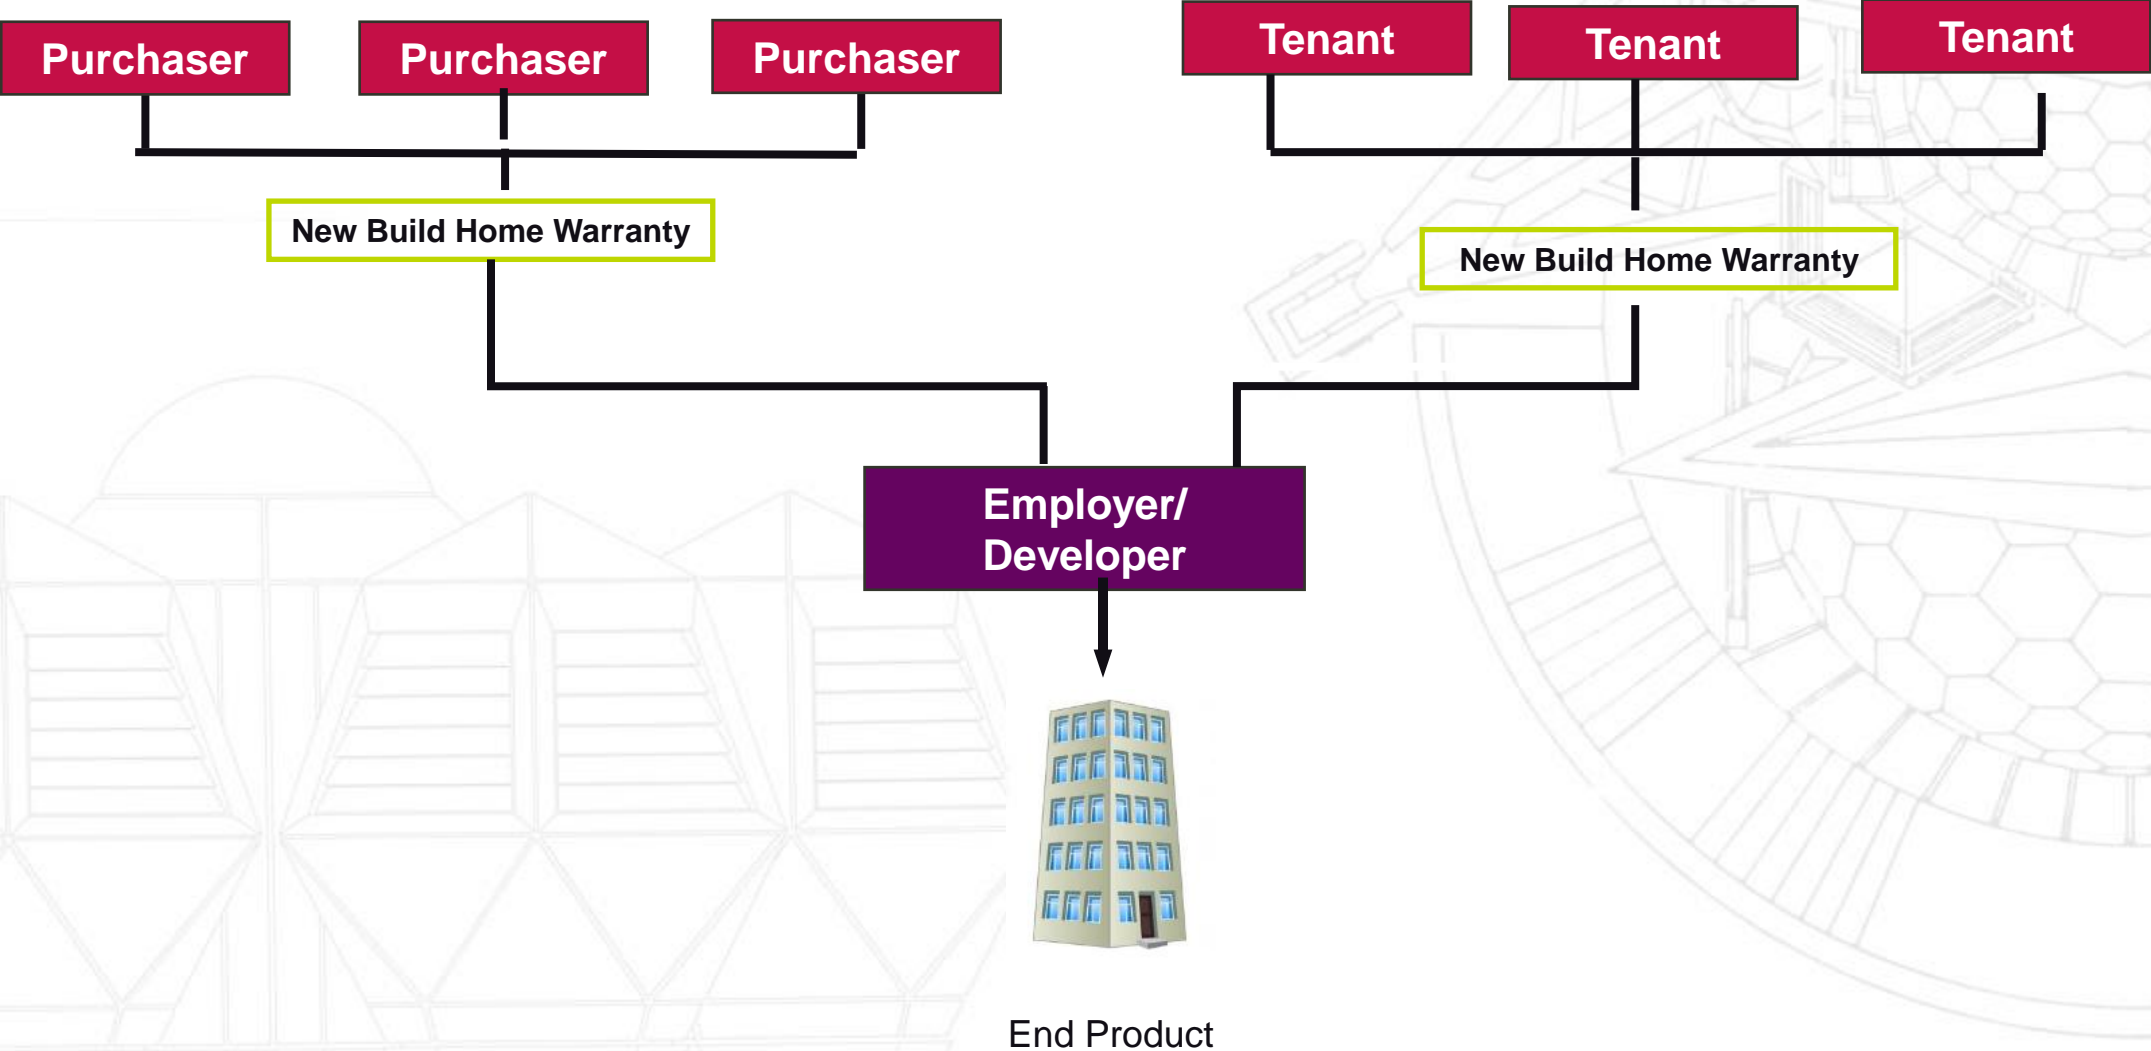 Purchaser
Purchaser
Purchaser
Tenant
Tenant
Tenant
New Build Home Warranty
New Build Home Warranty
Employer/
Developer
End Product